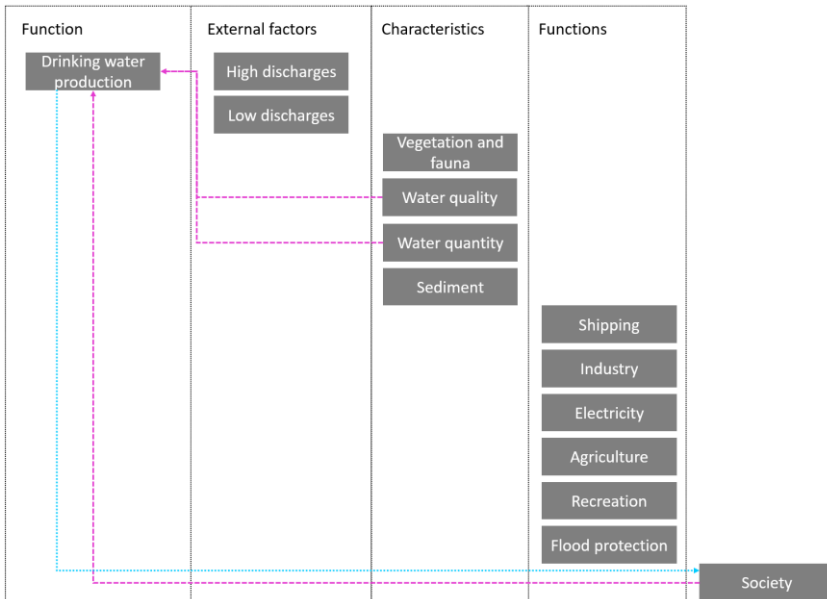 Function
External factors
Characteristics
Functions
Drinking water
production
High discharges
Low discharges
Vegetation and
fauna
Water quality
Water quantity
Sediment
Shipping
Industry
Electricity
Agriculture
Recreation
Flood protection
Society